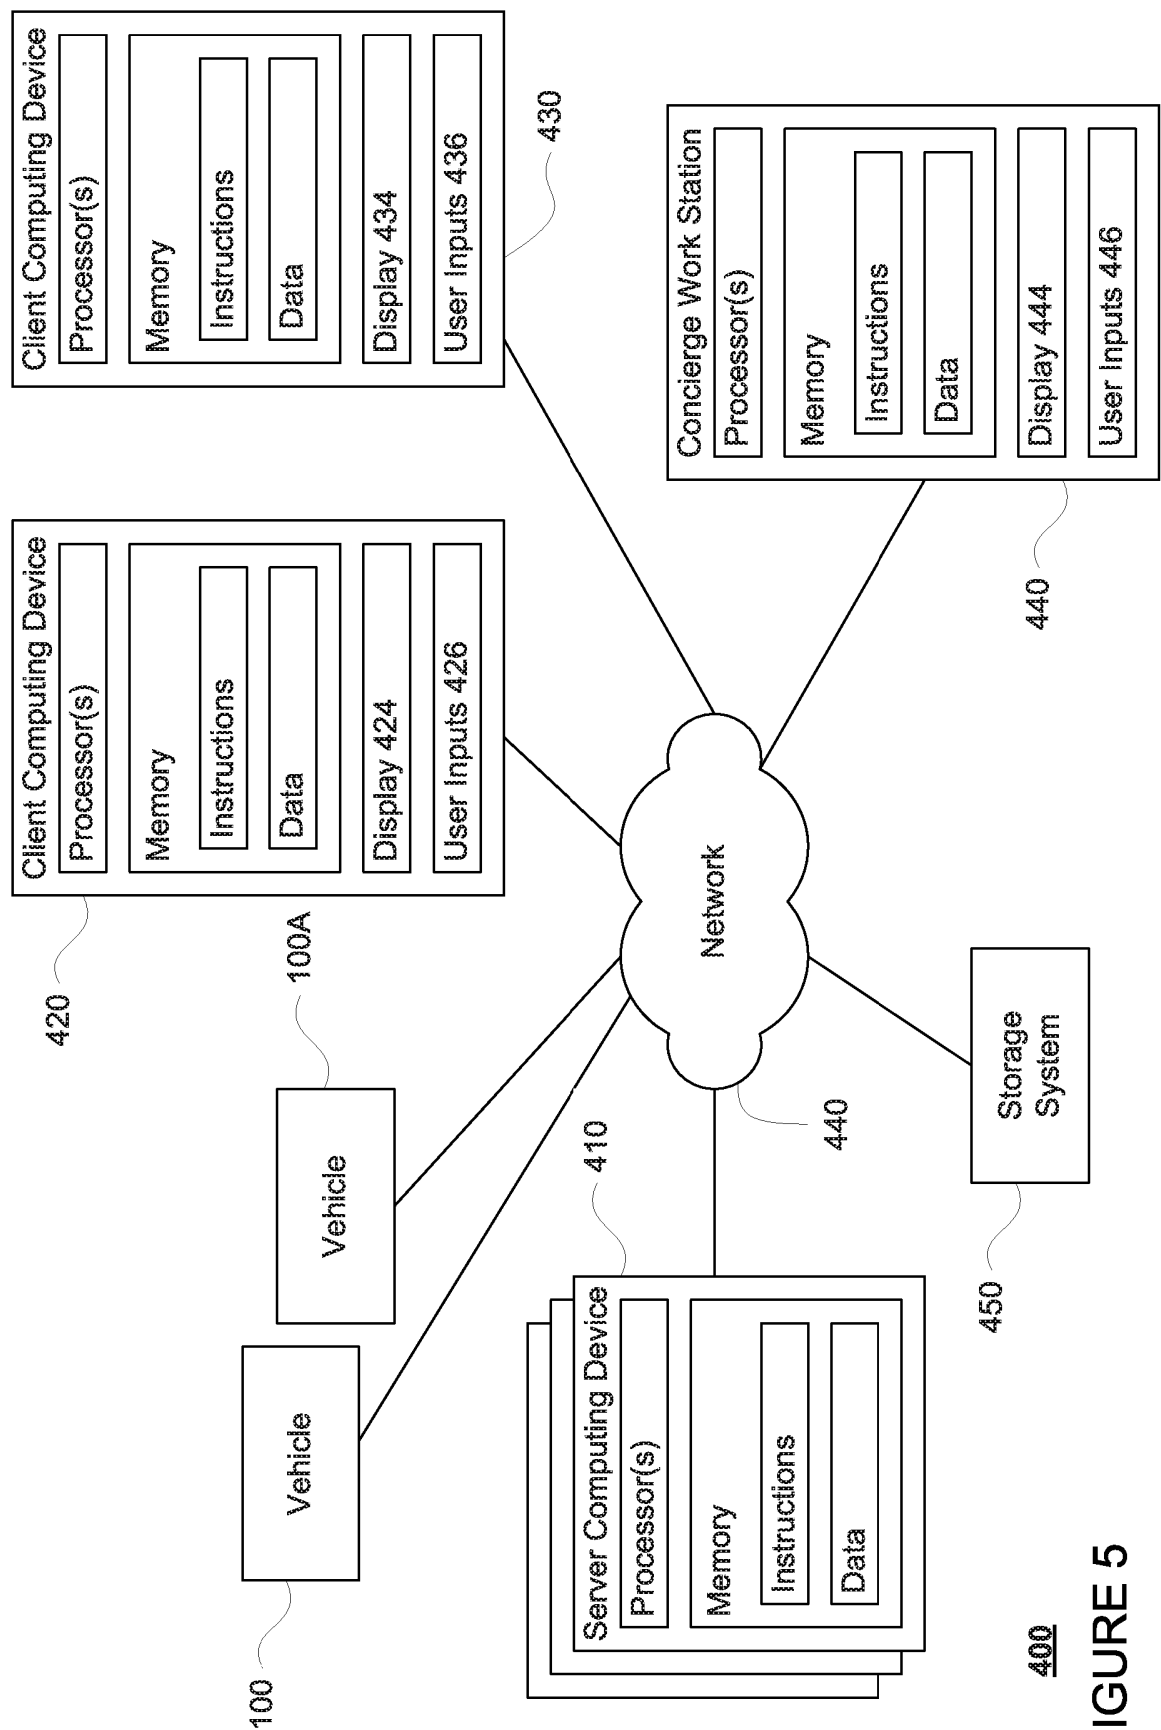 Vehicle
100
Vehicle
100A
Client Computing Device
Processor(s)
Memory
Instructions
Data
Display 424
User Inputs 426
420
Client Computing Device
Processor(s)
Memory
Instructions
Data
Display 434
User Inputs 436
430
Server Computing Device
Processor(s)
Memory
Instructions
Data
410
Network
440
Concierge Work Station
Processor(s)
Memory
Instructions
Data
Display 444
User Inputs 446
440
Storage
System
450
400
IGURE 5